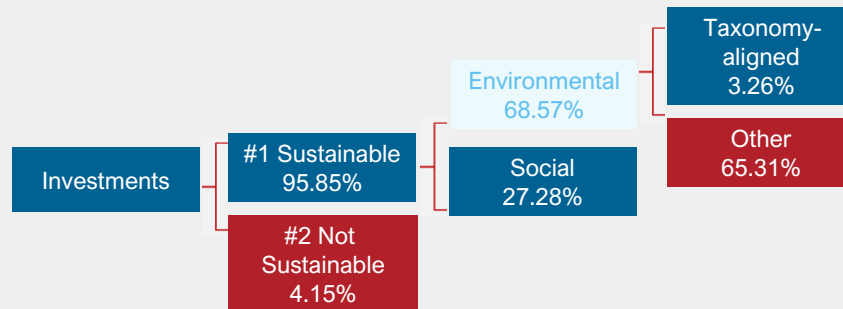 Investments
#1 Sustainable
95.85%
#2 Not
Sustainable
4.15%
Environmental
68.57%
Social
27.28%
Taxonomy-
aligned
3.26%
Other
65.31%